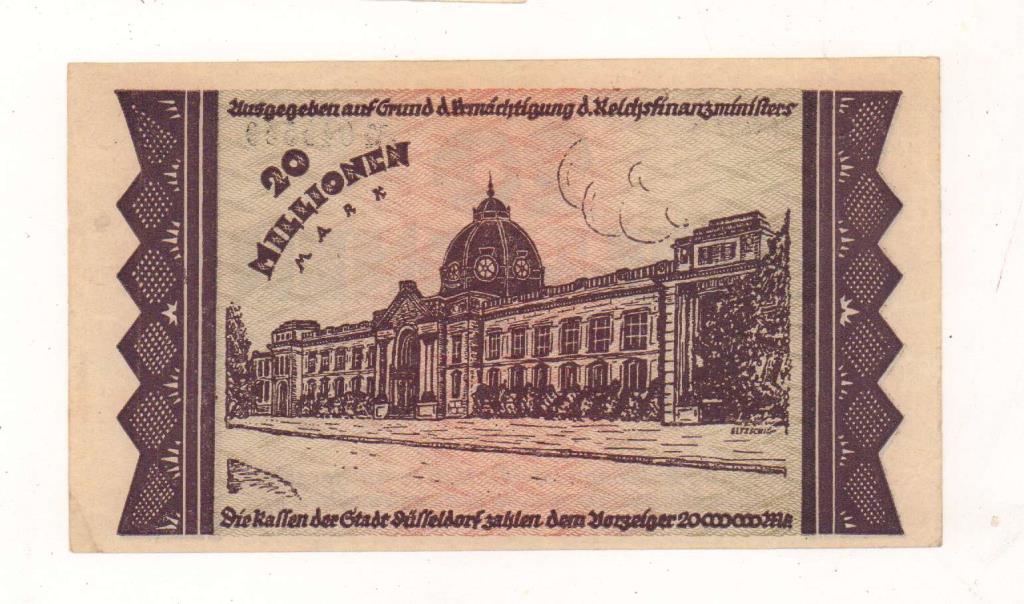 Ausgegeben auf Grund d. Ermächtigung d. Reichsfinanzministers
20
MILLIONEN
MARK
Die Kassen der Stadt Düsseldorf zahlen dem Vorzeiger 20000000 MK